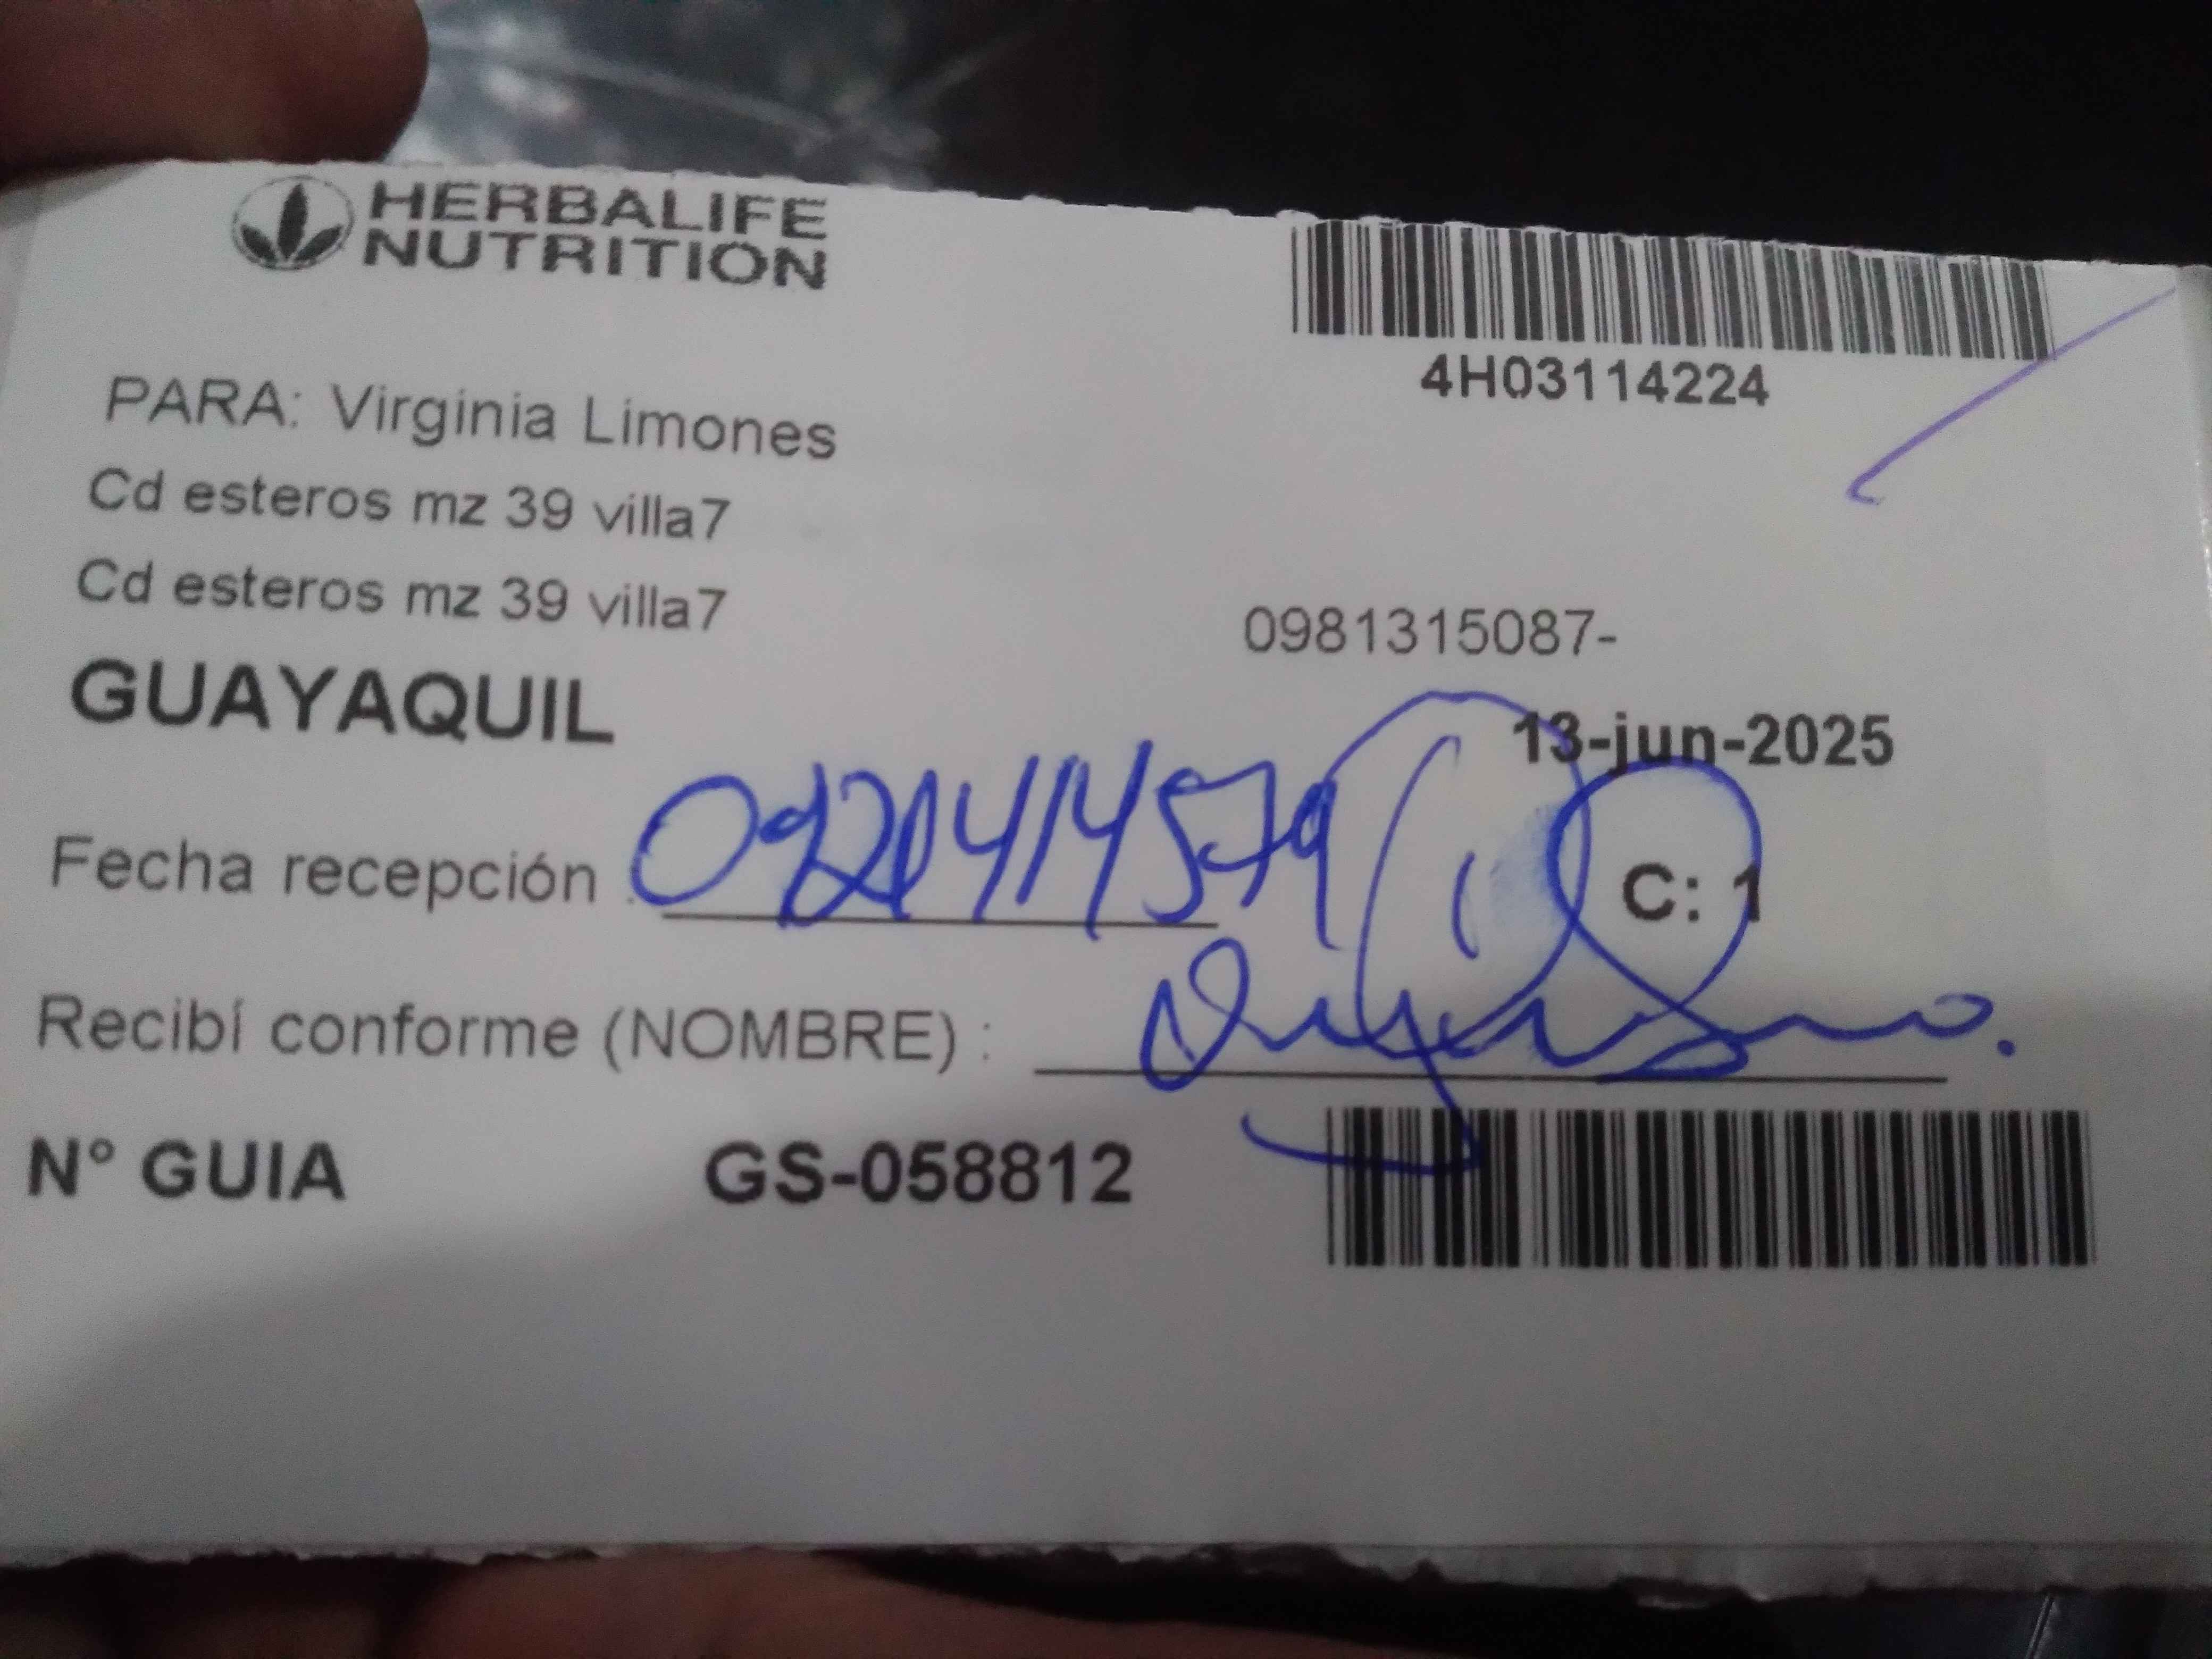 HERBALIFE
NUTRITION
4H03114224
PARA: Virginia Limones
Cd esteros mz 39 villa7
Cd esteros mz 39 villa7
0981315087-
GUAYAQUIL
13-jun-2025
Fecha recepción :
C: 1
Recibí conforme (NOMBRE) :
N° GUIA GS-058812